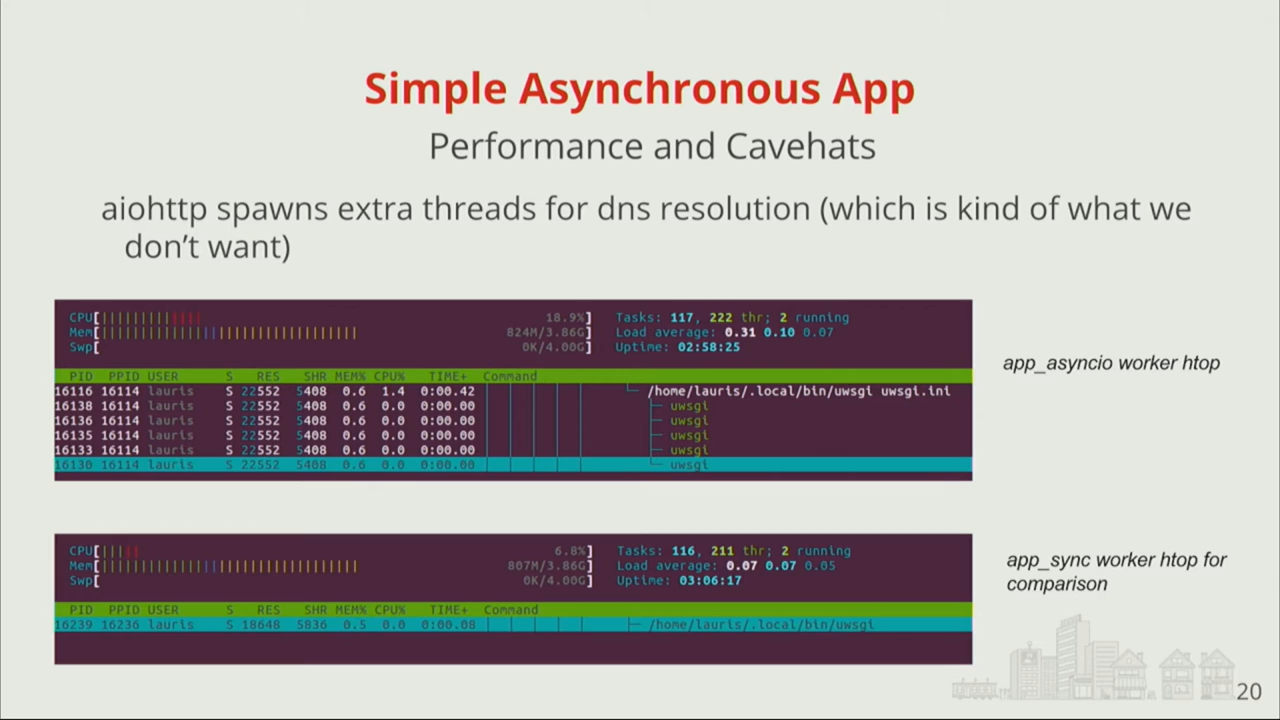 Simple Asynchronous App
Performance and Cavehats
aiohttp spawns extra threads for dns resolution (which is kind of what we
don't want)
CPU[||||||||||||||| 18.9%] Tasks: 117, 222 thr; 2 running
Mem[|||||||||||||||||||||||||||||||||||| 824M/3.86G] Load average: 0.31 0.10 0.07
Swp[ 0K/4.00G] Uptime: 02:58:25
PID PPID USER S RES SHR MEM% CPU% TIME+ Command
16116 16114 lauris S 22552 5408 0.6 1.4 0:00.42 /home/lauris/.local/bin/uwsgi uwsgi.ini
16138 16114 lauris S 22552 5408 0.6 0.0 0:00.00 uwsgi
16136 16114 lauris S 22552 5408 0.6 0.0 0:00.00 uwsgi
16135 16114 lauris S 22552 5408 0.6 0.0 0:00.00 uwsgi
16133 16114 lauris S 22552 5408 0.6 0.0 0:00.00 uwsgi
16130 16114 lauris S 22552 5408 0.6 0.0 0:00.00 uwsgi
app_asyncio worker htop
CPU[||||| 6.8%] Tasks: 116, 211 thr; 2 running
Mem[|||||||||||||||||||||||||||||||||||| 807M/3.86G] Load average: 0.07 0.07 0.05
Swp[ 0K/4.00G] Uptime: 03:06:17
PID PPID USER S RES SHR MEM% CPU% TIME+ Command
16239 16236 lauris S 18648 5836 0.5 0.0 0:00.08 /home/lauris/.local/bin/uwsgi
app_sync worker htop for
comparison
20